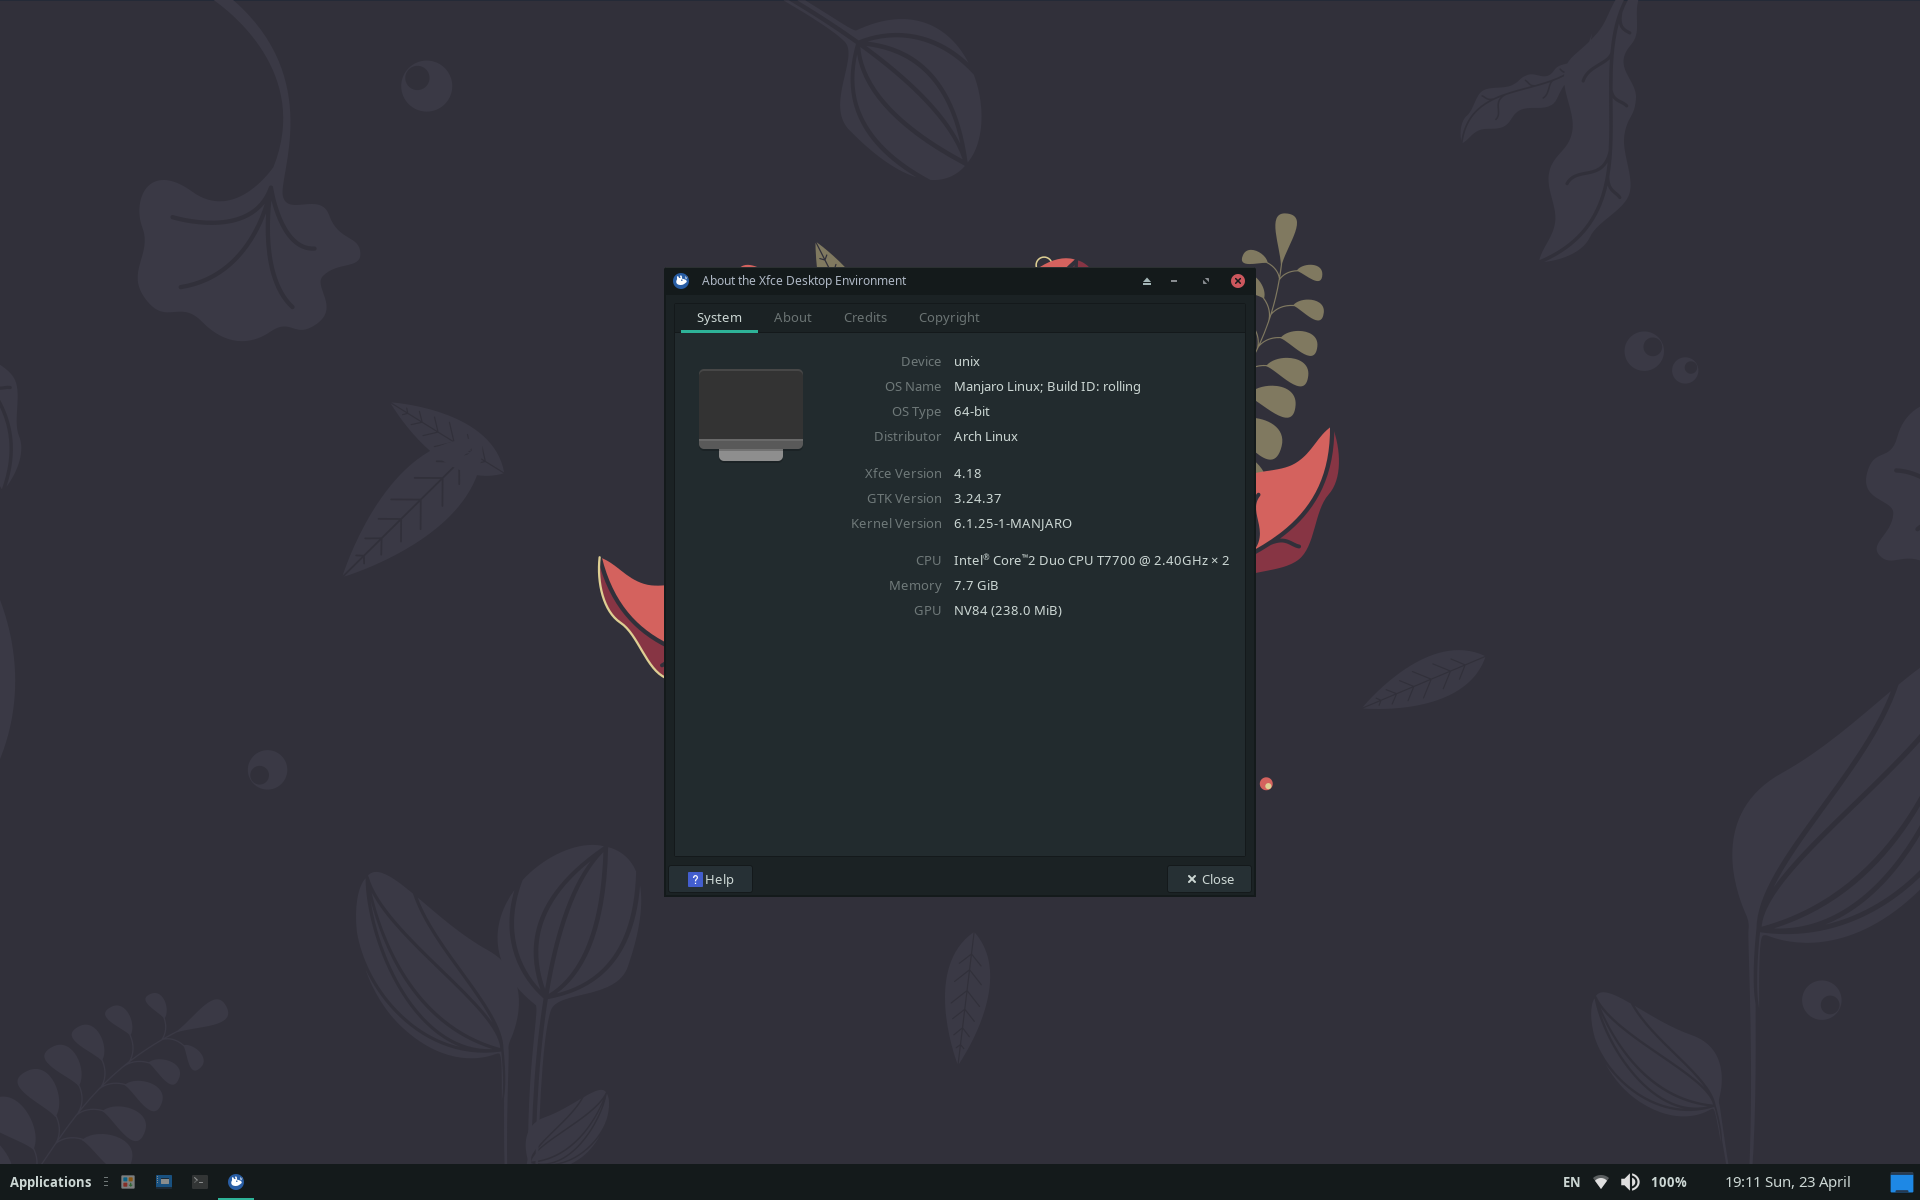 About the Xfce Desktop Environment
System About Credits Copyright
Device unix
OS Name Manjaro Linux; Build ID: rolling
OS Type 64-bit
Distributor Arch Linux
Xfce Version 4.18
GTK Version 3.24.37
Kernel Version 6.1.25-1-MANJARO
CPU Intel® Core™2 Duo CPU T7700 @ 2.40GHz × 2
Memory 7.7 GiB
GPU NV84 (238.0 MiB)
? Help Close
Applications EN 100% 19:11 Sun, 23 April